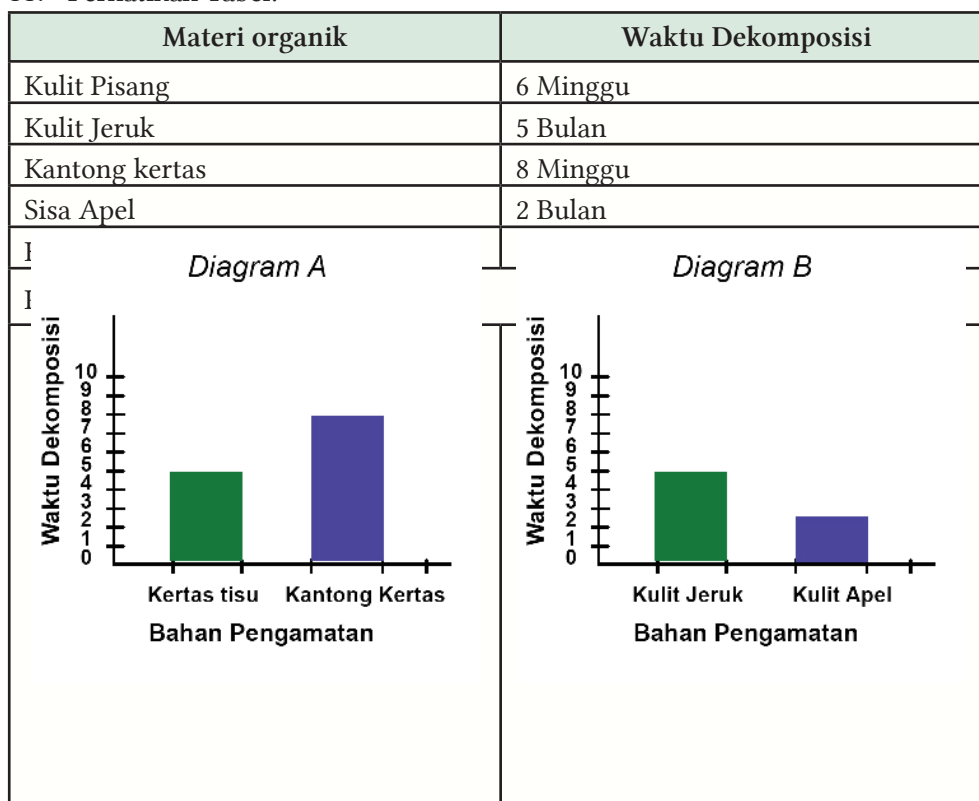 Materi organik Waktu Dekomposisi
Kulit Pisang 6 Minggu
Kulit Jeruk 5 Bulan
Kantong kertas 8 Minggu
Sisa Apel 2 Bulan
Diagram A
Waktu Dekomposisi
10
9
8
7
6
5
4
3
2
1
0
Kertas tisu Kantong Kertas
Bahan Pengamatan
Diagram B
Waktu Dekomposisi
10
9
8
7
6
5
4
3
2
1
0
Kulit Jeruk Kulit Apel
Bahan Pengamatan